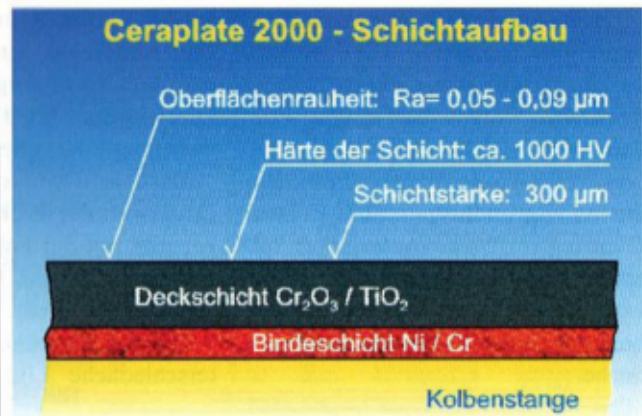 Ceraplate 2000 - Schichtaufbau
Oberflächenrauheit: Ra= 0,05 - 0,09 µm
Härte der Schicht: ca. 1000 HV
Schichtstärke: 300 µm
Deckschicht Cr₂O₃ / TiO₂
Bindeschicht Ni / Cr
Kolbenstange